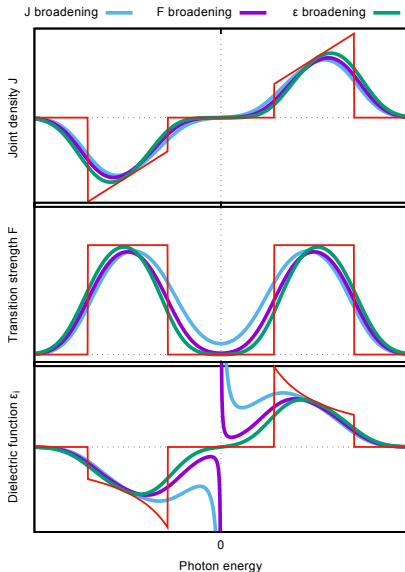 J broadening F broadening ε broadening
Joint density J
Transition strength F
Dielectric function εi
0
Photon energy